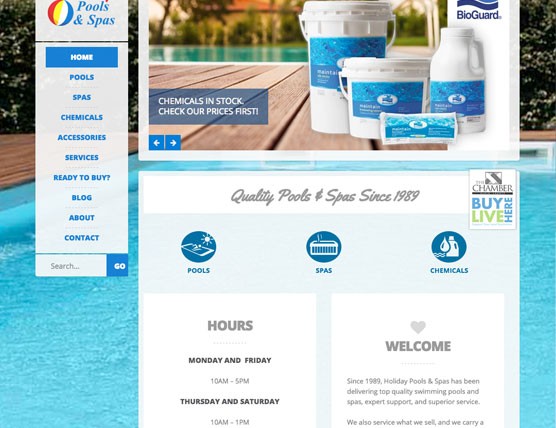 Pools
& Spas
HOME
POOLS
SPAS
CHEMICALS
ACCESSORIES
SERVICES
READY TO BUY?
BLOG
ABOUT
CONTACT
Search...
GO
BioGuard®
maintain
maintain
maintain
CHEMICALS IN STOCK.
CHECK OUR PRICES FIRST!
Quality Pools & Spas Since 1989
THE
CHAMBER
BUY
LIVE
HERE
POOLS
SPAS
CHEMICALS
HOURS
MONDAY AND FRIDAY
10AM – 5PM
THURSDAY AND SATURDAY
10AM – 1PM
WELCOME
Since 1989, Holiday Pools & Spas has been
delivering top quality swimming pools and
spas, expert support, and superior service.
We also service what we sell, and we carry a